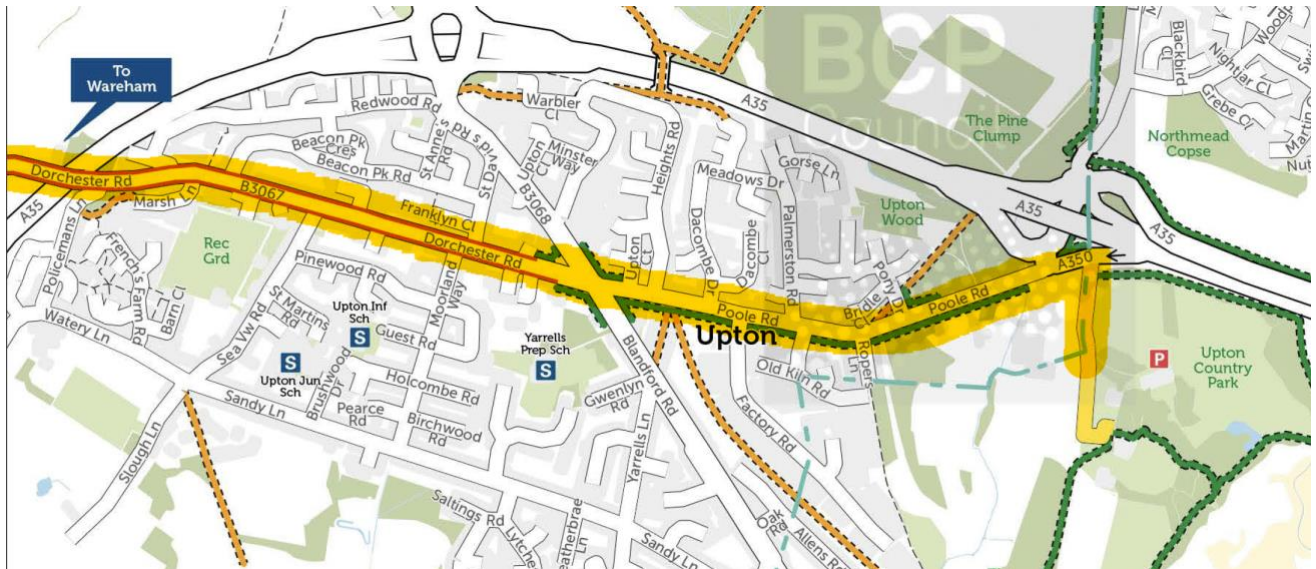 BCP
Council
To
Wareham
A35
Dorchester Rd
Policemans Ln
Marsh Ln
B3067
Redwood Rd
Beacon Pk
Cres
Beacon Pk Rd
St Anne's
Rd
St David's Rd
Franklyn Cl
Dorchester Rd
Upton
Cl
Minster
Way
B3068
Warbler
Cl
Heights Rd
Upton
Ct
A35
The Pine
Clump
Blackbird
Cl
Nightjar Cl
Grebe Cl
Northmead
Copse
Gorse Ln
Meadows Dr
Dacombe Dr
Dacombe
Cl
Palmerston Rd
Upton
Wood
Pony Dr
Bridle
Cl
A35
A35
A350
Poole Rd
Poole Rd
Upton
Rec
Grd
French's Farm Rd
Barn Cl
Watery Ln
Pinewood Rd
St Martins
Rd
Sea Vw Rd
Upton Inf
Sch
S
Guest Rd
Moorland
Way
S
Upton Jun
Sch
Brushwood
Dr
Holcombe Rd
Pearce
Rd
Birchwood
Rd
Yarrells
Prep Sch
S
Gwenlyn
Rd
Blandford Rd
Old Kiln Rd
Ropers
Ln
Factory Rd
P
Upton
Country
Park
Slough Ln
Sandy Ln
Yarrells Ln
Saltings Rd
Sandy Ln
Oak
Rd
Allens Rd